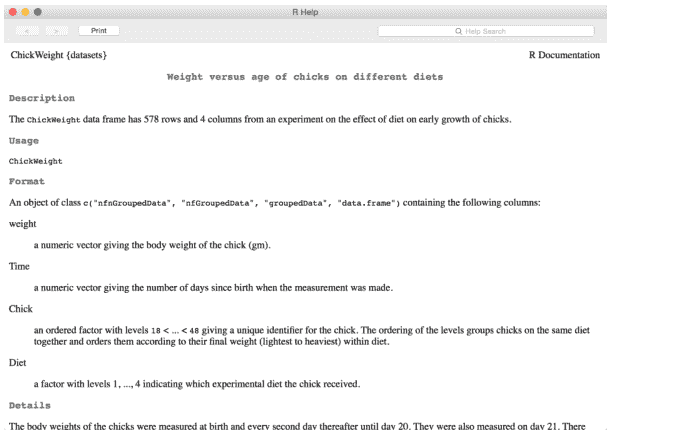 R Help
< > Print Help Search
ChickWeight {datasets} R Documentation
Weight versus age of chicks on different diets
Description
The ChickWeight data frame has 578 rows and 4 columns from an experiment on the effect of diet on early growth of chicks.
Usage
ChickWeight
Format
An object of class c("nfnGroupedData", "nfGroupedData", "groupedData", "data.frame") containing the following columns:
weight
a numeric vector giving the body weight of the chick (gm).
Time
a numeric vector giving the number of days since birth when the measurement was made.
Chick
an ordered factor with levels 18 < ... < 48 giving a unique identifier for the chick. The ordering of the levels groups chicks on the same diet
together and orders them according to their final weight (lightest to heaviest) within diet.
Diet
a factor with levels 1, ..., 4 indicating which experimental diet the chick received.
Details
The body weights of the chicks were measured at birth and every second day thereafter until day 20. They were also measured on day 21. There